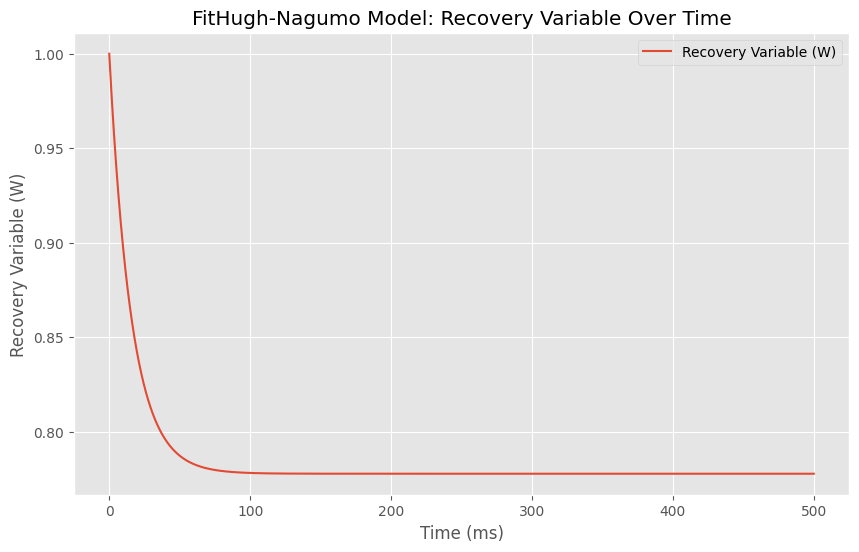 FitHugh-Nagumo Model: Recovery Variable Over Time
Recovery Variable (W)
1.00
0.95
0.90
0.85
0.80
Recovery Variable (W)
0 100 200 300 400 500
Time (ms)